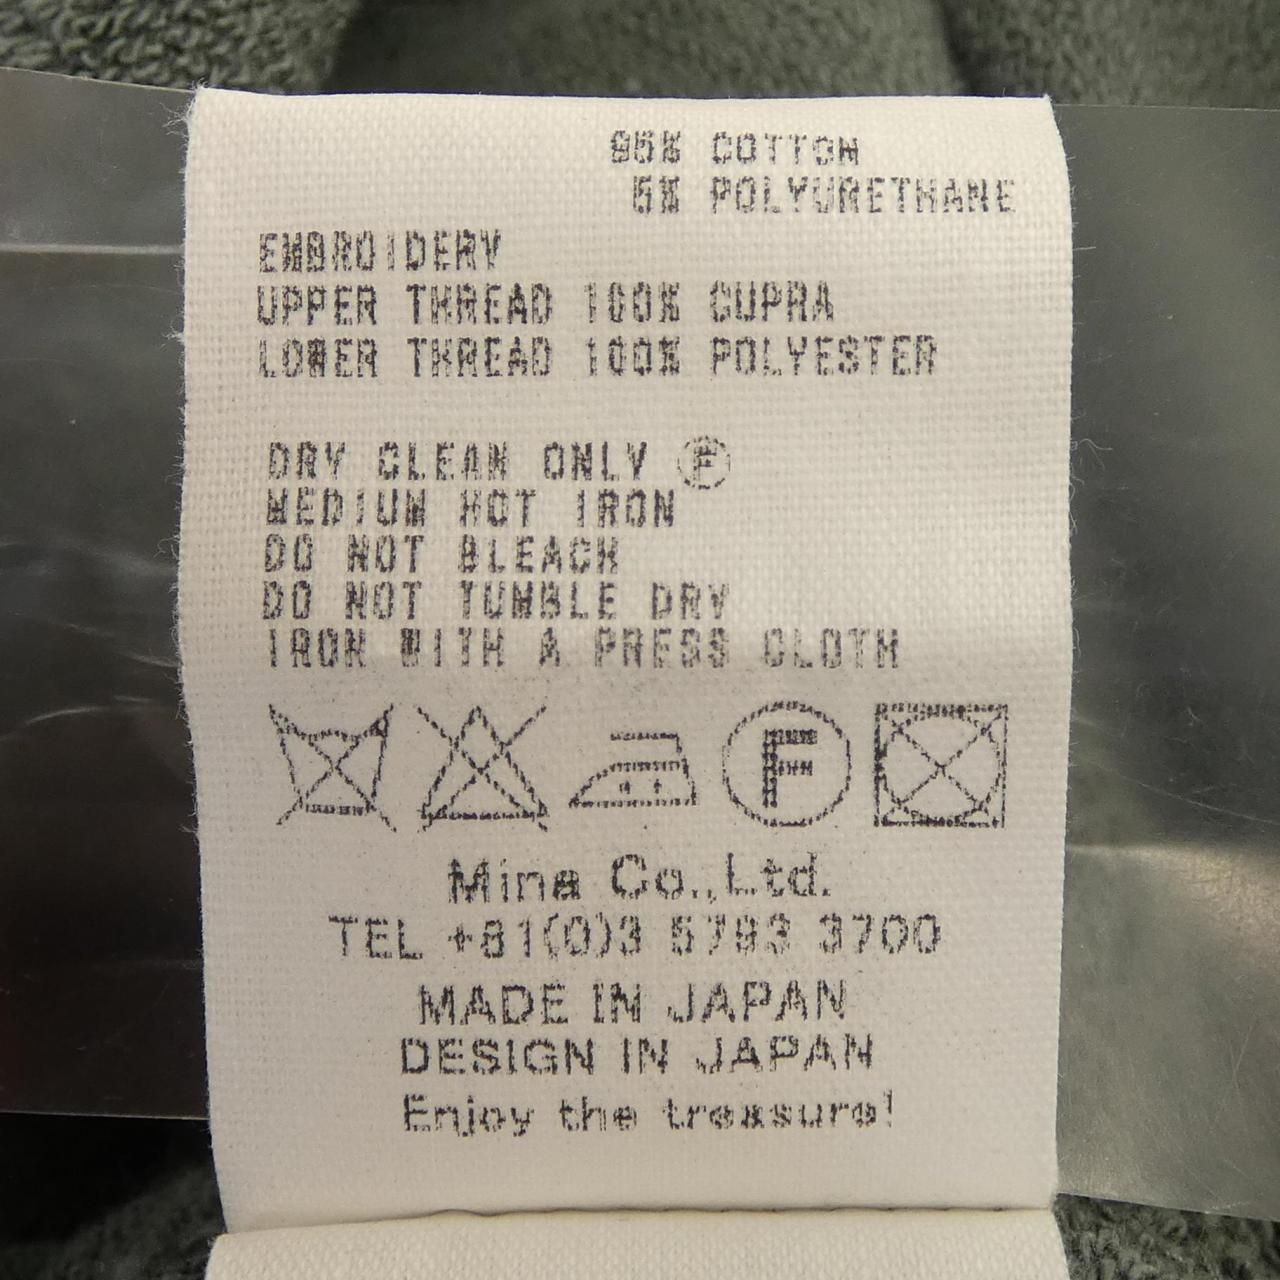 95% COTTON
5% POLYURETHANE
EMBROIDERY
UPPER THREAD 100% CUPRA
LOWER THREAD 100% POLYESTER
DRY CLEAN ONLY Ⓕ
MEDIUM HOT IRON
DO NOT BLEACH
DO NOT TUMBLE DRY
IRON WITH A PRESS CLOTH
F
Mina Co.,Ltd.
TEL +81(0)3 5793 3700
MADE IN JAPAN
DESIGN IN JAPAN
Enjoy the treasure!